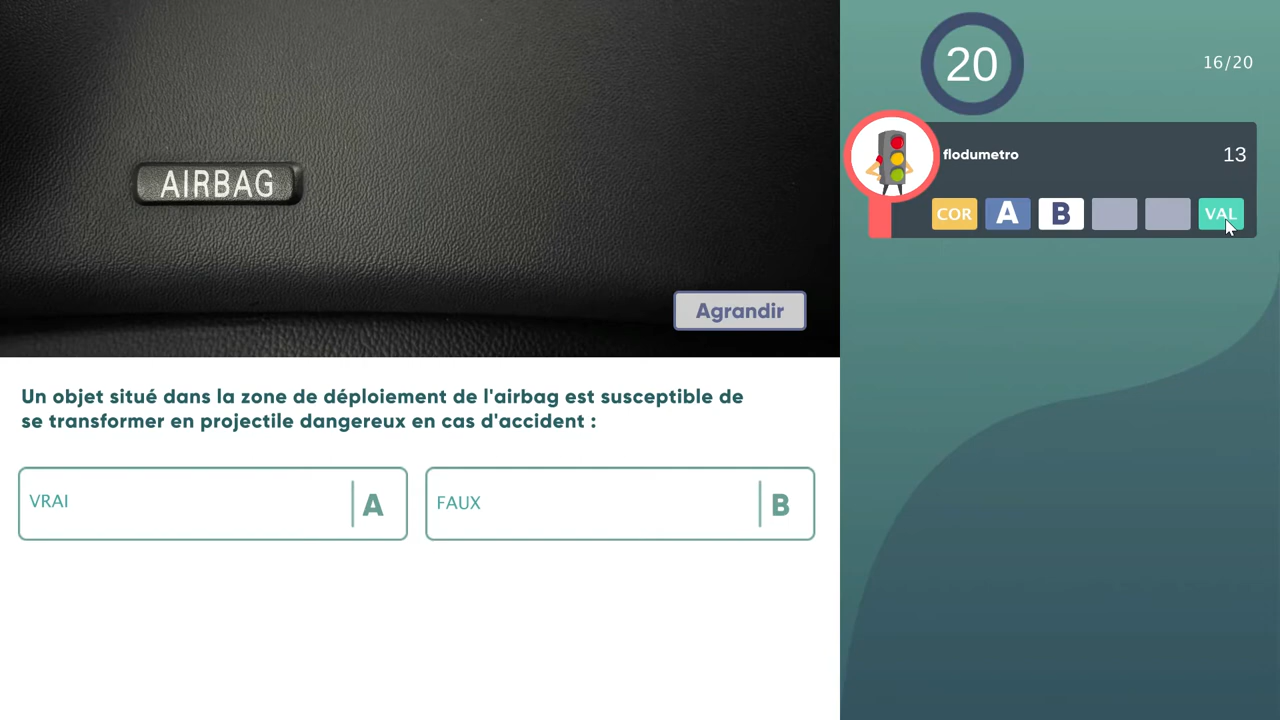 AIRBAG
Agrandir
Un objet situé dans la zone de déploiement de l'airbag est susceptible de
se transformer en projectile dangereux en cas d'accident :
VRAI
A
FAUX
B
20
16/20
flodumetro
13
COR
A
B
VAL